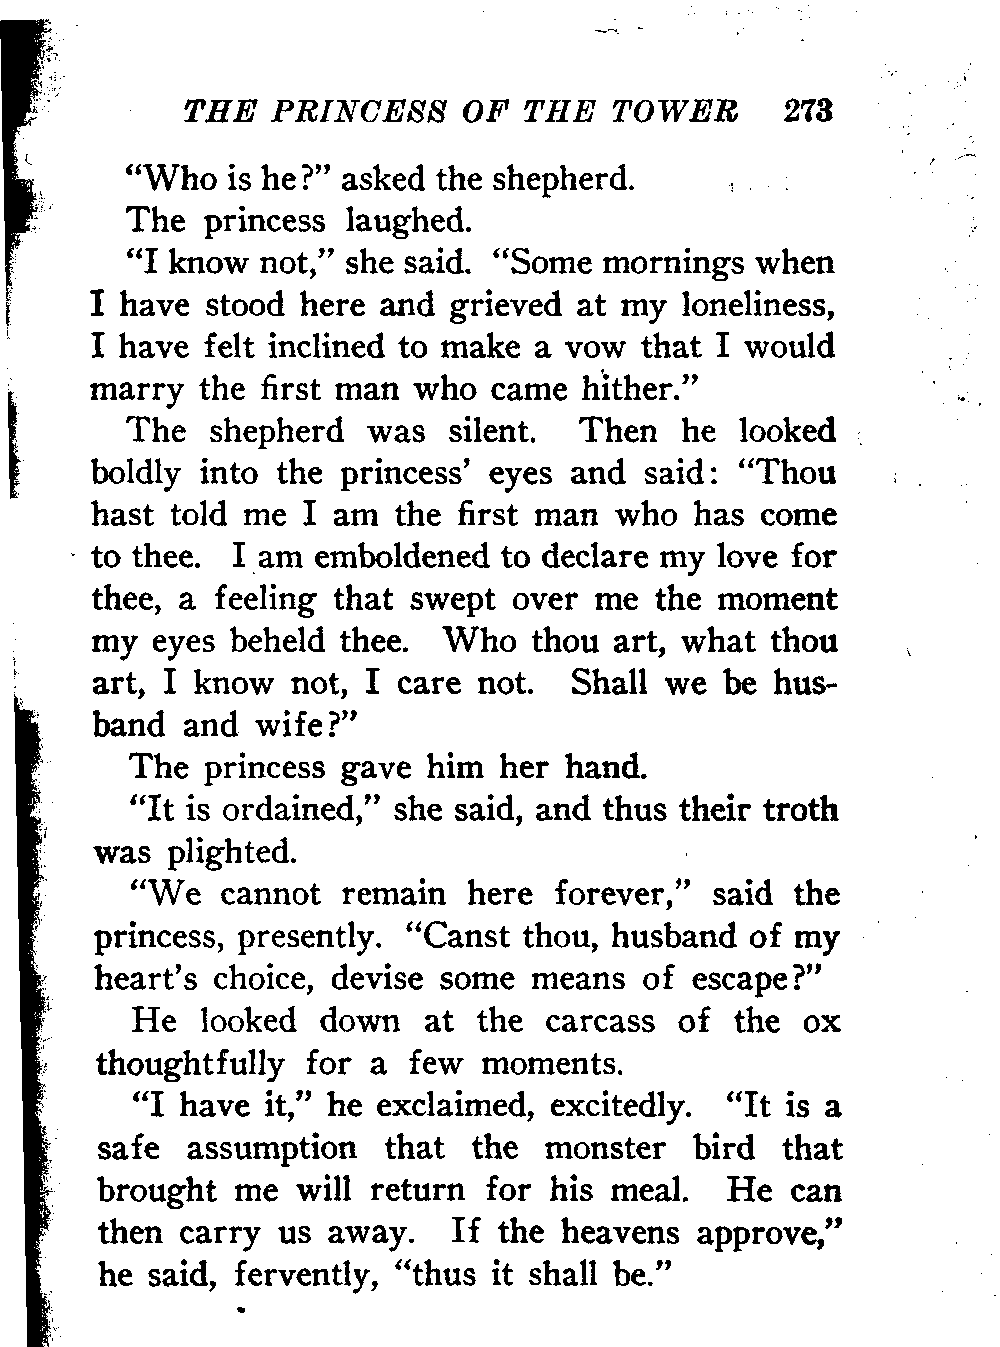 THE PRINCESS OF THE TOWER 273
“Who is he?” asked the shepherd.
The princess laughed.
“I know not,” she said. “Some mornings when
I have stood here and grieved at my loneliness,
I have felt inclined to make a vow that I would
marry the first man who came hither.”
The shepherd was silent. Then he looked
boldly into the princess’ eyes and said: “Thou
hast told me I am the first man who has come
to thee. I am emboldened to declare my love for
thee, a feeling that swept over me the moment
my eyes beheld thee. Who thou art, what thou
art, I know not, I care not. Shall we be hus-
band and wife?”
The princess gave him her hand.
“It is ordained,” she said, and thus their troth
was plighted.
“We cannot remain here forever,” said the
princess, presently. “Canst thou, husband of my
heart’s choice, devise some means of escape?”
He looked down at the carcass of the ox
thoughtfully for a few moments.
“I have it,” he exclaimed, excitedly. “It is a
safe assumption that the monster bird that
brought me will return for his meal. He can
then carry us away. If the heavens approve,”
he said, fervently, “thus it shall be.”